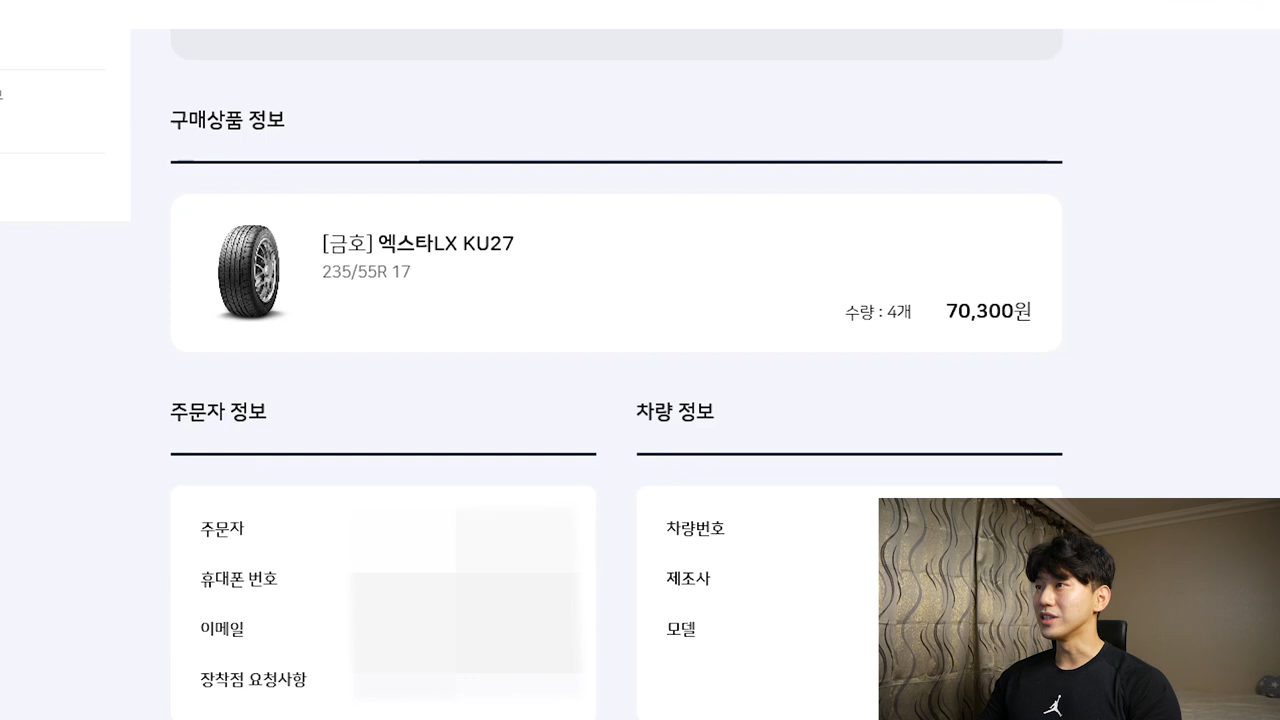 구매상품 정보
[금호] 엑스타LX KU27
235/55R 17
수량 : 4개 70,300원
주문자 정보
차량 정보
주문자
휴대폰 번호
이메일
장착점 요청사항
차량번호
제조사
모델